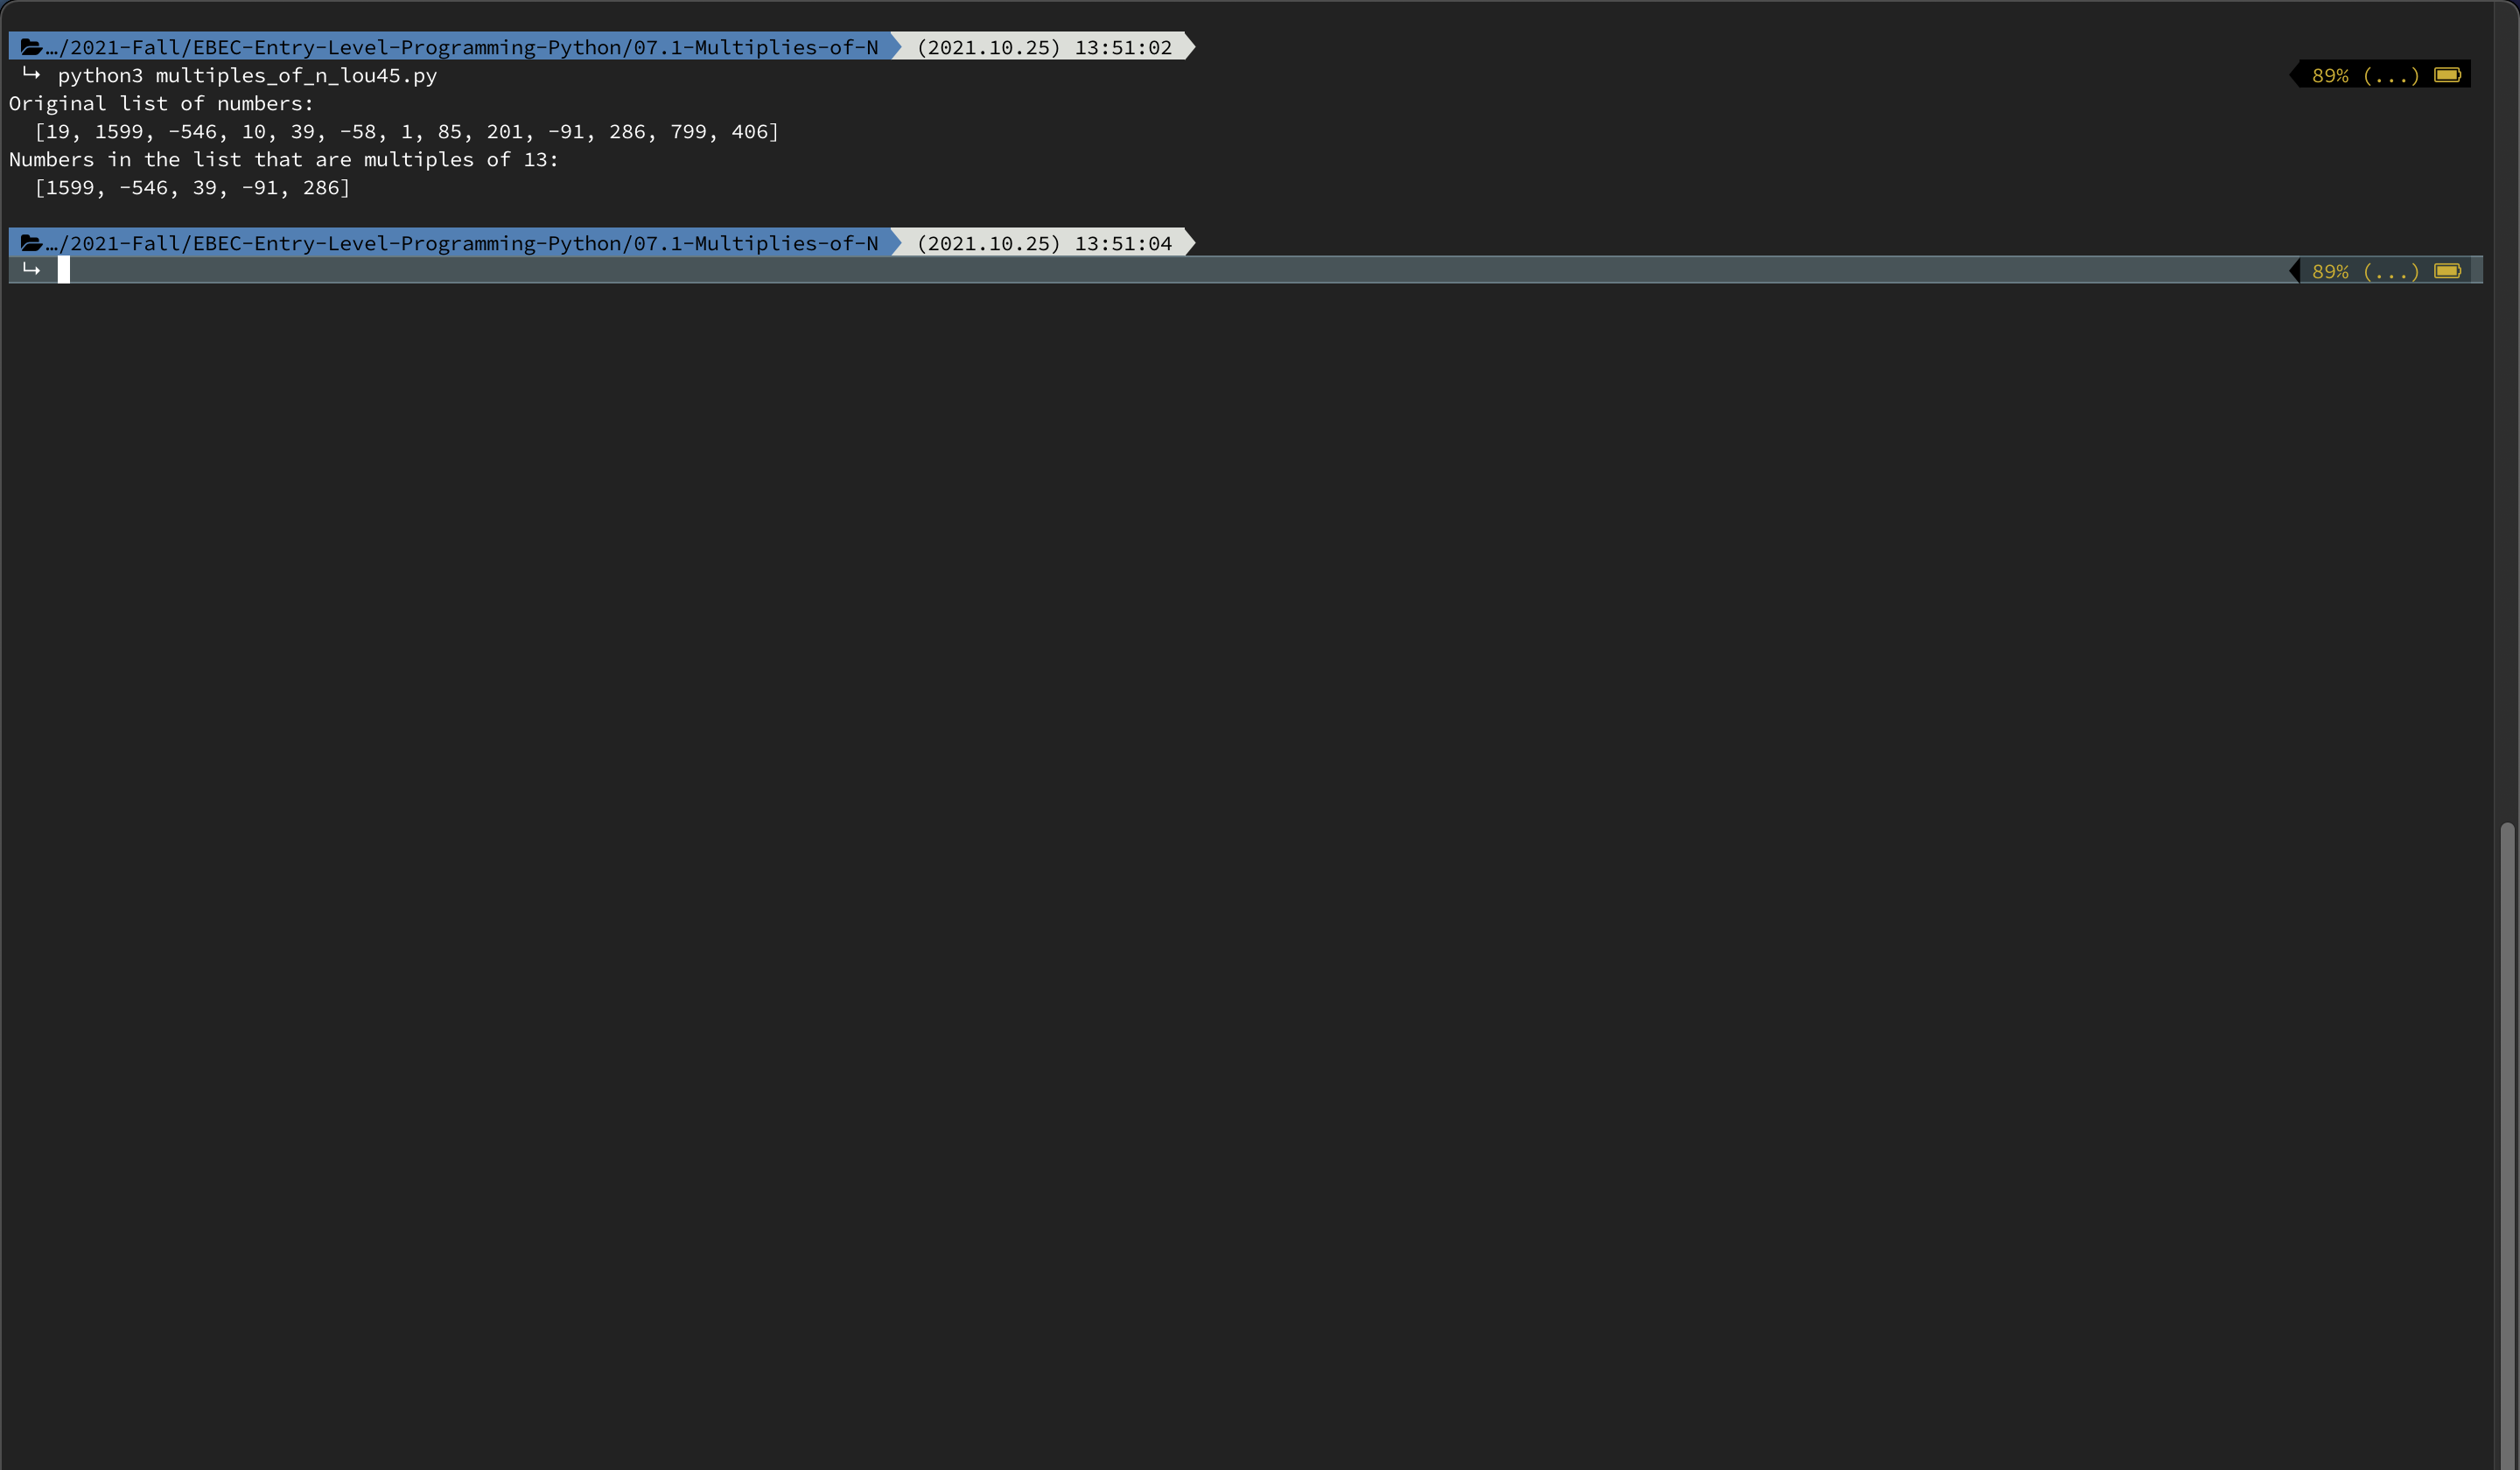 …/2021-Fall/EBEC-Entry-Level-Programming-Python/07.1-Multiplies-of-N (2021.10.25) 13:51:02
↳ python3 multiples_of_n_lou45.py 89% (...)
Original list of numbers:
[19, 1599, -546, 10, 39, -58, 1, 85, 201, -91, 286, 799, 406]
Numbers in the list that are multiples of 13:
[1599, -546, 39, -91, 286]
…/2021-Fall/EBEC-Entry-Level-Programming-Python/07.1-Multiplies-of-N (2021.10.25) 13:51:04
↳ 89% (...)